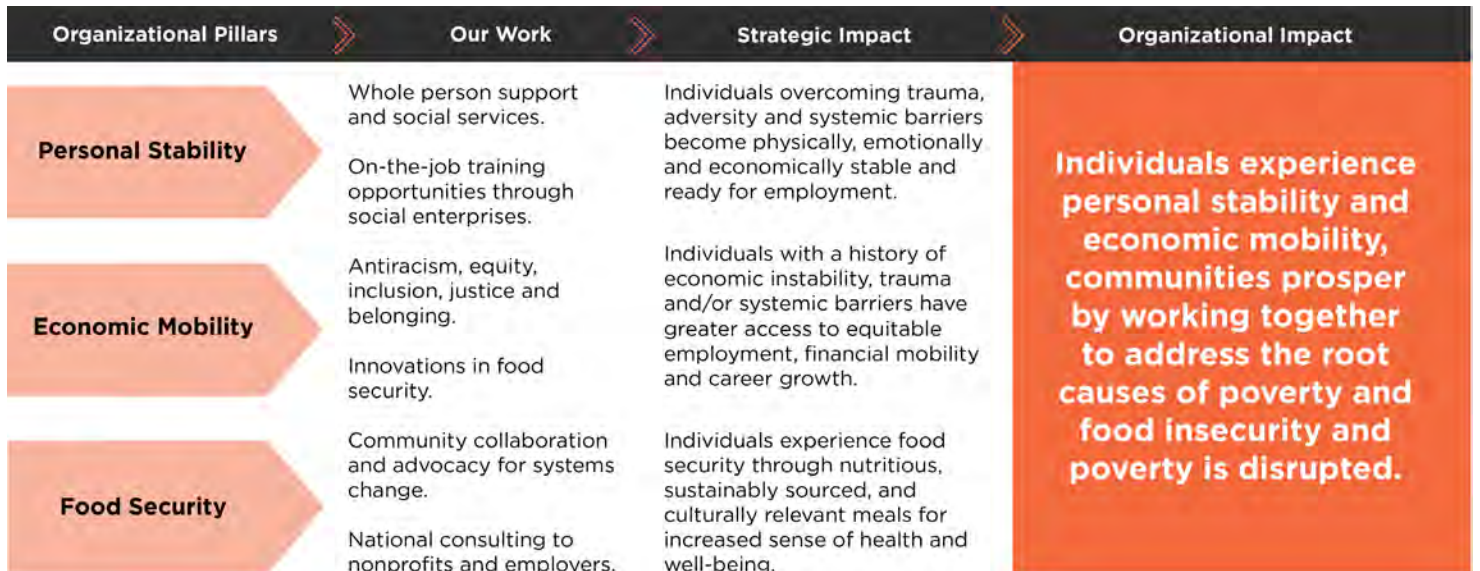 Organizational Pillars
Our Work
Strategic Impact
Organizational Impact
Personal Stability
Economic Mobility
Food Security
Whole person support
and social services.
On-the-job training
opportunities through
social enterprises.
Antiracism, equity,
inclusion, justice and
belonging.
Innovations in food
security.
Community collaboration
and advocacy for systems
change.
National consulting to
nonprofits and employers.
Individuals overcoming trauma,
adversity and systemic barriers
become physically, emotionally
and economically stable and
ready for employment.
Individuals with a history of
economic instability, trauma
and/or systemic barriers have
greater access to equitable
employment, financial mobility
and career growth.
Individuals experience food
security through nutritious,
sustainably sourced, and
culturally relevant meals for
increased sense of health and
well-being.
Individuals experience
personal stability and
economic mobility,
communities prosper
by working together
to address the root
causes of poverty and
food insecurity and
poverty is disrupted.